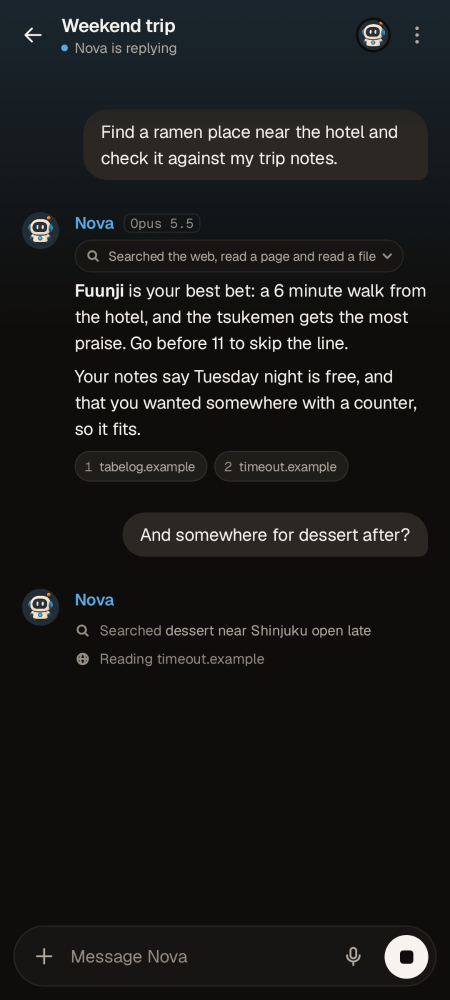 Weekend trip
Nova is replying
Find a ramen place near the hotel and
check it against my trip notes.
Nova Opus 5.5
Searched the web, read a page and read a file
Fuunji is your best bet: a 6 minute walk from
the hotel, and the tsukemen gets the most
praise. Go before 11 to skip the line.
Your notes say Tuesday night is free, and
that you wanted somewhere with a counter,
so it fits.
1 tabelog.example 2 timeout.example
And somewhere for dessert after?
Nova
Searched dessert near Shinjuku open late
Reading timeout.example
Message Nova